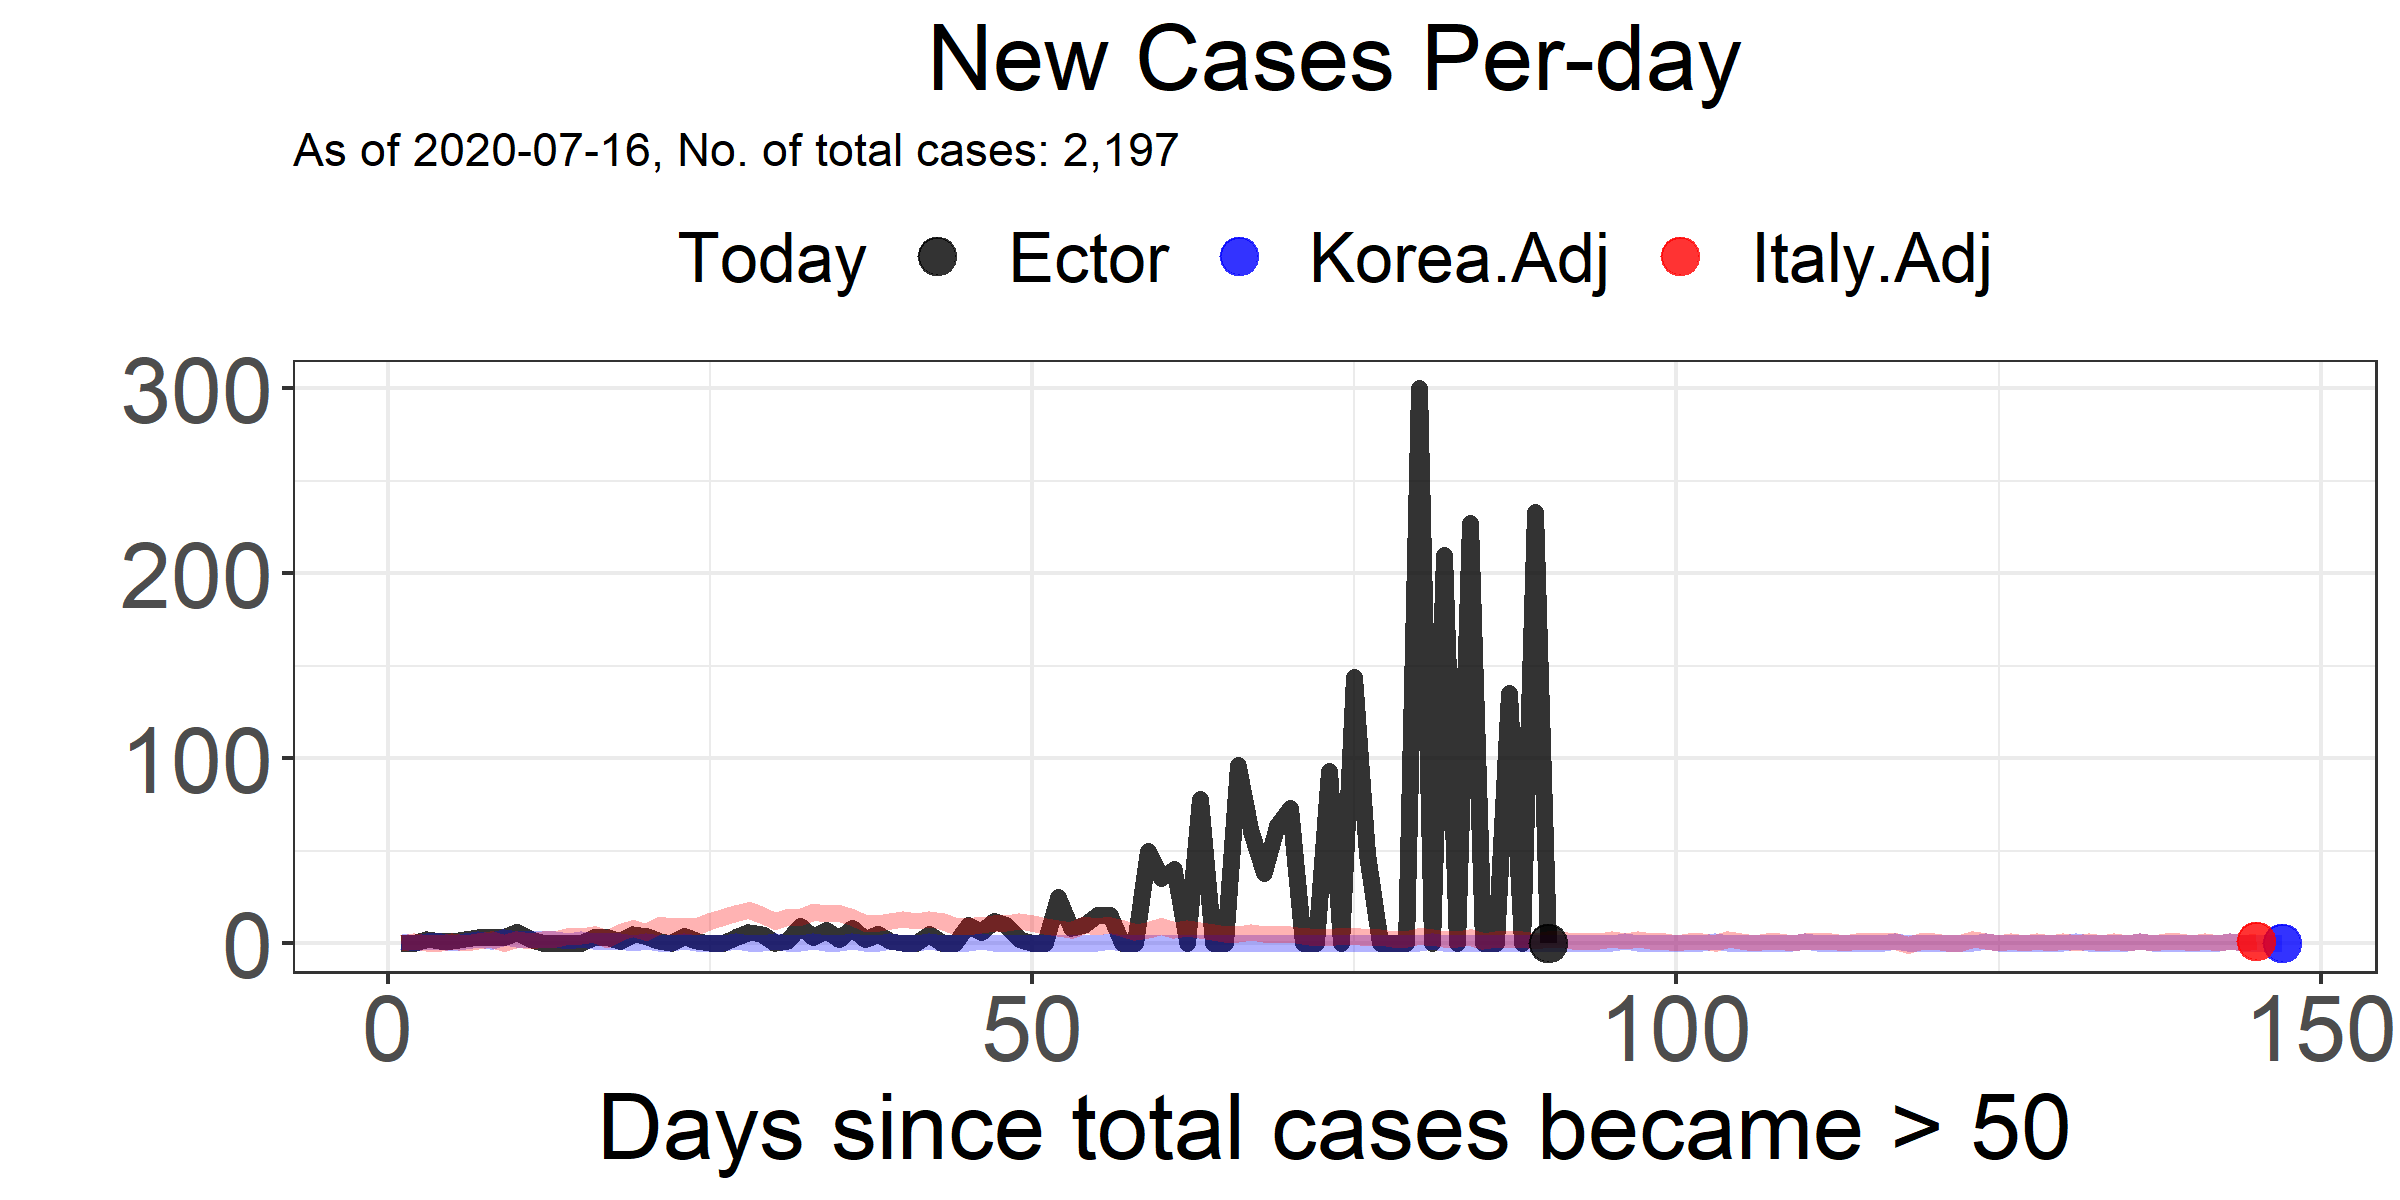 New Cases Per-day
As of 2020-07-16, No. of total cases: 2,197
Today Ector Korea.Adj Italy.Adj
300
200
100
0
0 50 100 150
Days since total cases became > 50